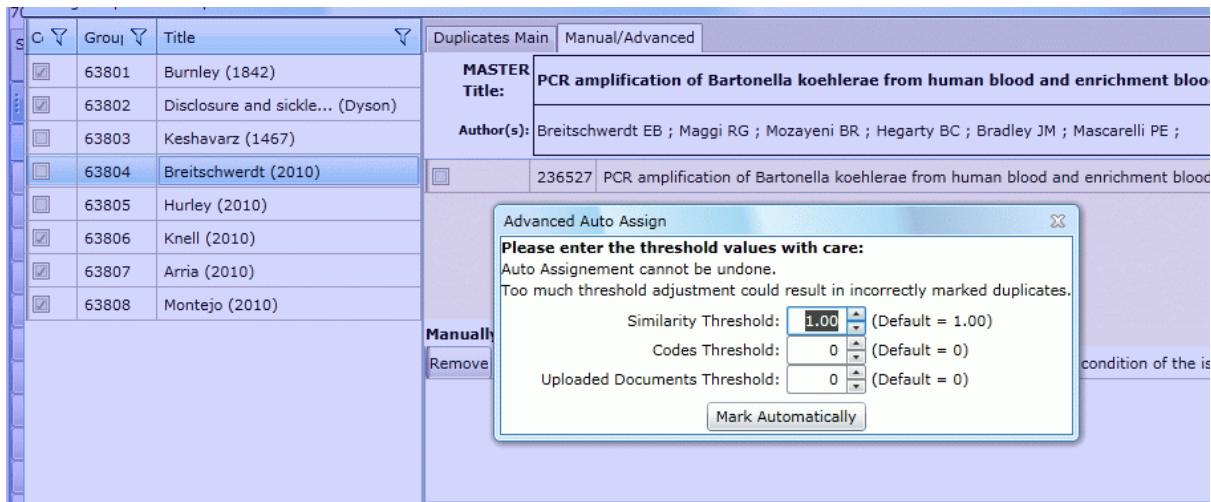 70
S
C Grou Title
63801 Burnley (1842)
63802 Disclosure and sickle... (Dyson)
63803 Keshavarz (1467)
63804 Breitschwerdt (2010)
63805 Hurley (2010)
63806 Knell (2010)
63807 Arria (2010)
63808 Montejo (2010)
Duplicates Main Manual/Advanced
MASTER Title: PCR amplification of Bartonella koehlerae from human blood and enrichment bloo
Author(s): Breitschwerdt EB ; Maggi RG ; Mozayeni BR ; Hegarty BC ; Bradley JM ; Mascarelli PE ;
236527 PCR amplification of Bartonella koehlerae from human blood and enrichment blood
Advanced Auto Assign
Please enter the threshold values with care:
Auto Assignement cannot be undone.
Too much threshold adjustment could result in incorrectly marked duplicates.
Similarity Threshold: 1.00 (Default = 1.00)
Codes Threshold: 0 (Default = 0)
Uploaded Documents Threshold: 0 (Default = 0)
Mark Automatically
Manually
Remove condition of the is